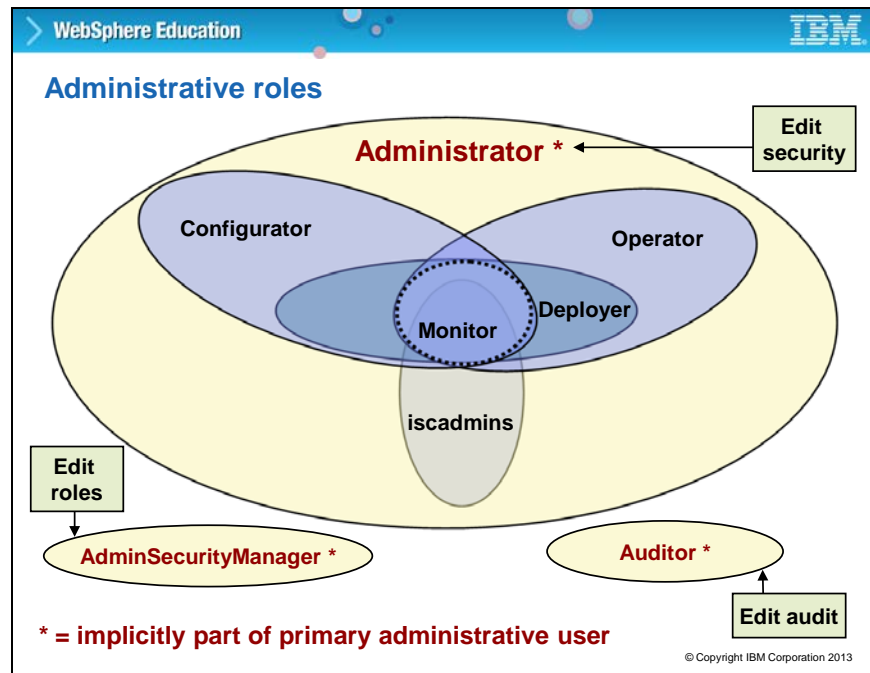 WebSphere Education
IBM
Administrative roles
Administrator *
Edit
security
Configurator
Operator
Deployer
Monitor
iscadmins
Edit
roles
AdminSecurityManager *
Auditor *
Edit audit
* = implicitly part of primary administrative user
© Copyright IBM Corporation 2013